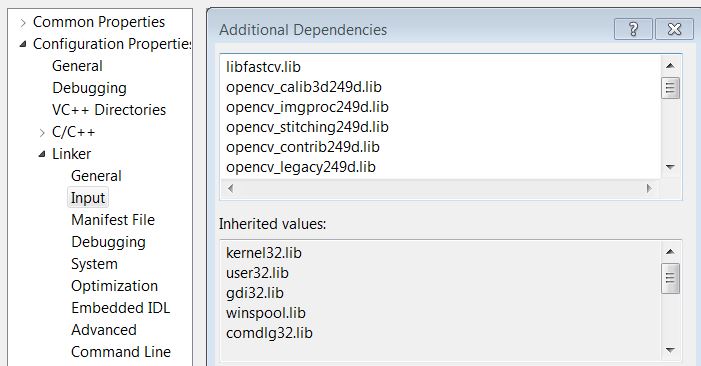 Common Properties
Configuration Propertie
General
Debugging
VC++ Directories
C/C++
Linker
General
Input
Manifest File
Debugging
System
Optimization
Embedded IDL
Advanced
Command Line
Additional Dependencies
?
libfastcv.lib
opencv_calib3d249d.lib
opencv_imgproc249d.lib
opencv_stitching249d.lib
opencv_contrib249d.lib
opencv_legacy249d.lib
Inherited values:
kernel32.lib
user32.lib
gdi32.lib
winspool.lib
comdlg32.lib